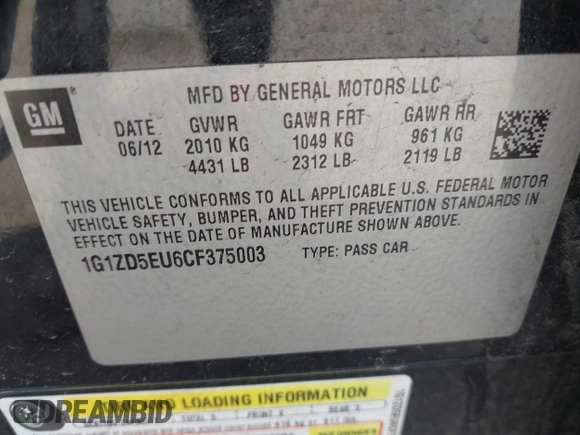 GM
MFD BY GENERAL MOTORS LLC
DATE GVWR GAWR FRT GAWR RR
06/12 2010 KG 1049 KG 961 KG
4431 LB 2312 LB 2119 LB
THIS VEHICLE CONFORMS TO ALL APPLICABLE U.S. FEDERAL MOTOR
VEHICLE SAFETY, BUMPER, AND THEFT PREVENTION STANDARDS IN
EFFECT ON THE DATE OF MANUFACTURE SHOWN ABOVE.
1G1ZD5EU6CF375003 TYPE: PASS CAR
LOADING INFORMATION
DREAMBID